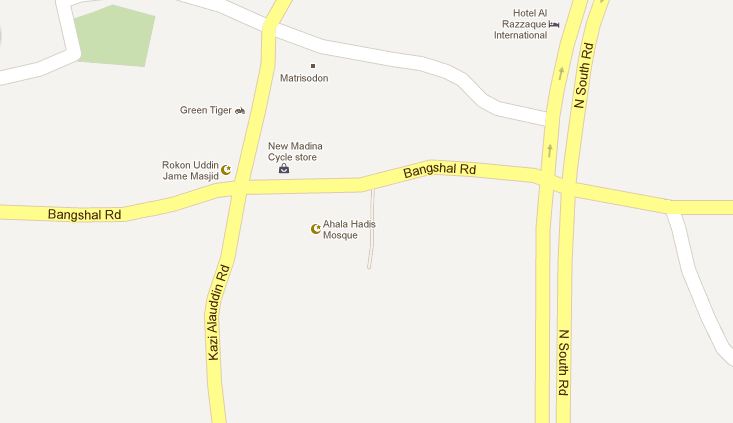 Hotel Al
Razzaque
International
N South Rd
Matrisodon
Green Tiger
New Madina
Cycle store
Rokon Uddin
Jame Masjid
Bangshal Rd
Bangshal Rd
Ahala Hadis
Mosque
Kazi Alauddin Rd
N South Rd